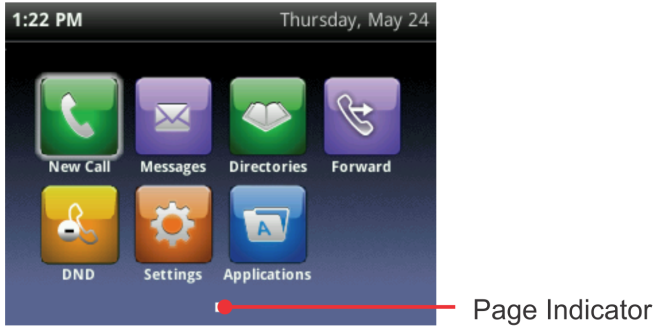 1:22 PM Thursday, May 24
New Call Messages Directories Forward
DND Settings Applications
Page Indicator